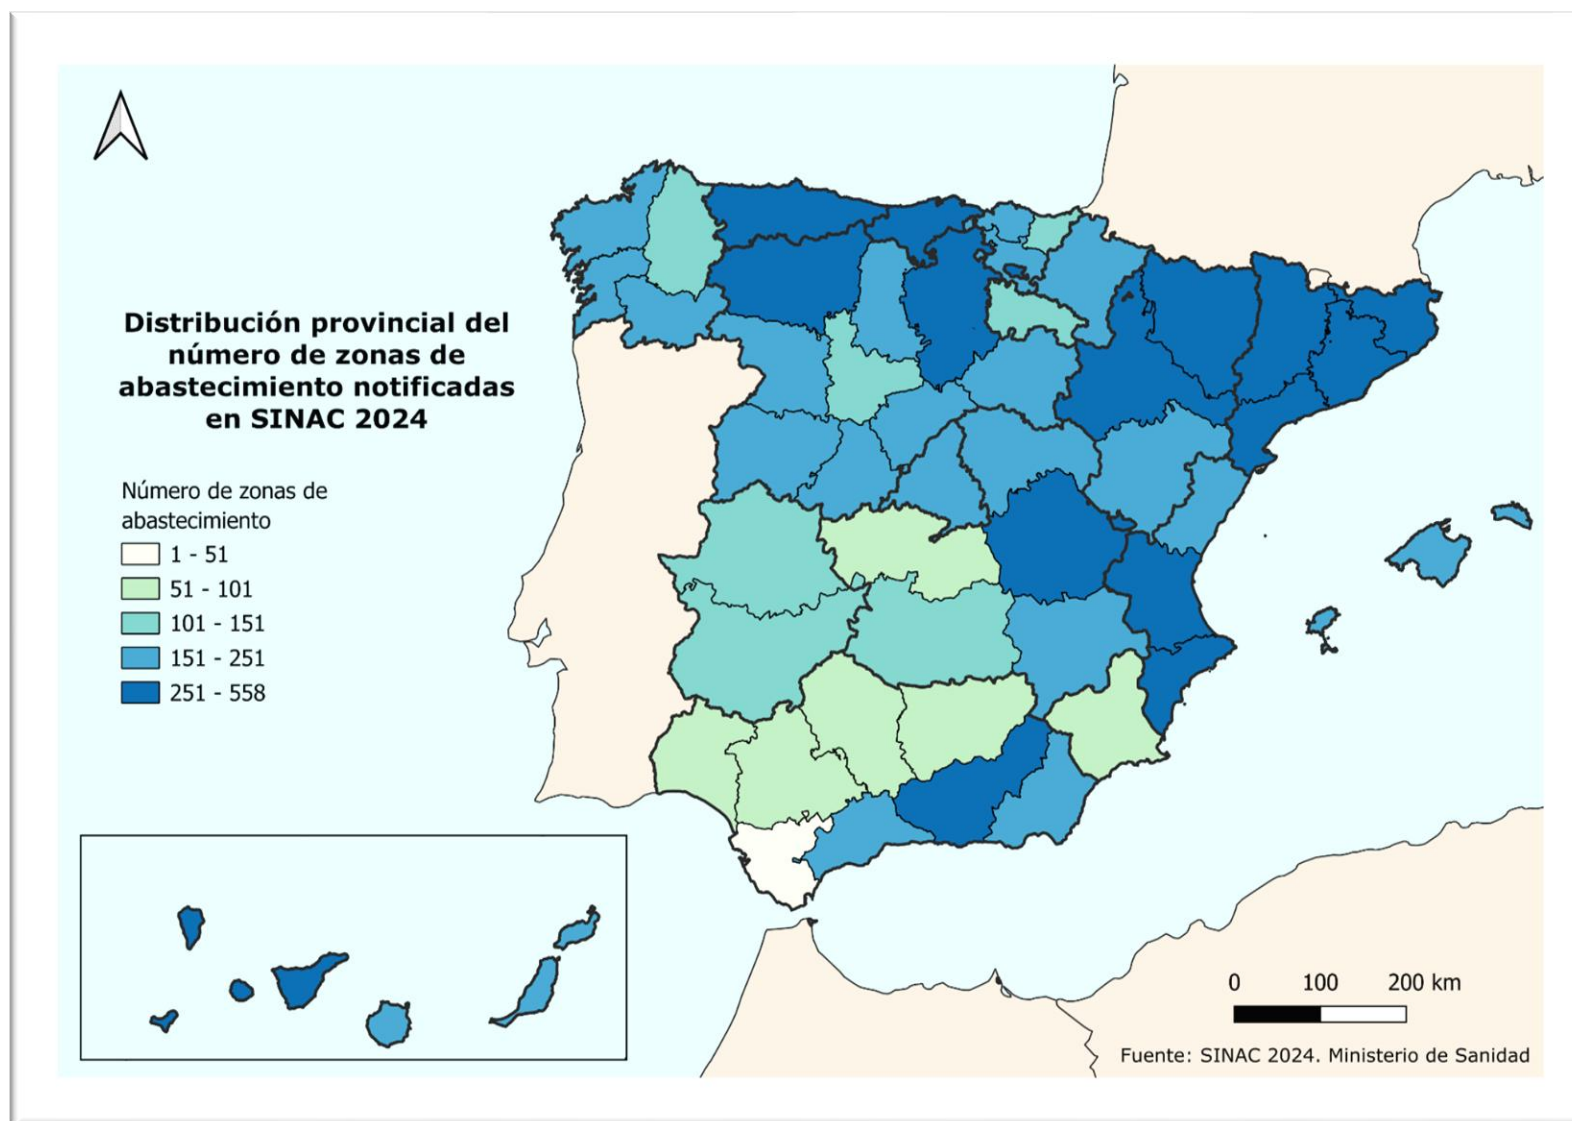 Distribución provincial del
número de zonas de
abastecimiento notificadas
en SINAC 2024
Número de zonas de
abastecimiento
1 - 51
51 - 101
101 - 151
151 - 251
251 - 558
0 100 200 km
Fuente: SINAC 2024. Ministerio de Sanidad